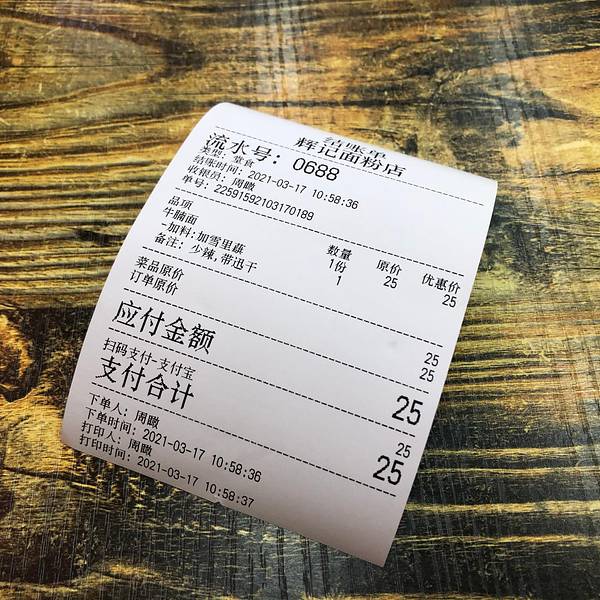 结账单
辉记面粉店
流水号: 0688
类型: 堂食
结账时间: 2021-03-17 10:58:36
收银员: 周瞰
单号: 22591592103170189
品项 数量 原价 优惠价
牛腩面 1份 25 25
-加料:加雪里蕻 1
备注: 少辣,带迅干
菜品原价 25
订单原价 25
应付金额 25
扫码支付-支付宝 25
支付合计 25
下单人: 周瞰
下单时间: 2021-03-17 10:58:36
打印人: 周瞰
打印时间: 2021-03-17 10:58:37